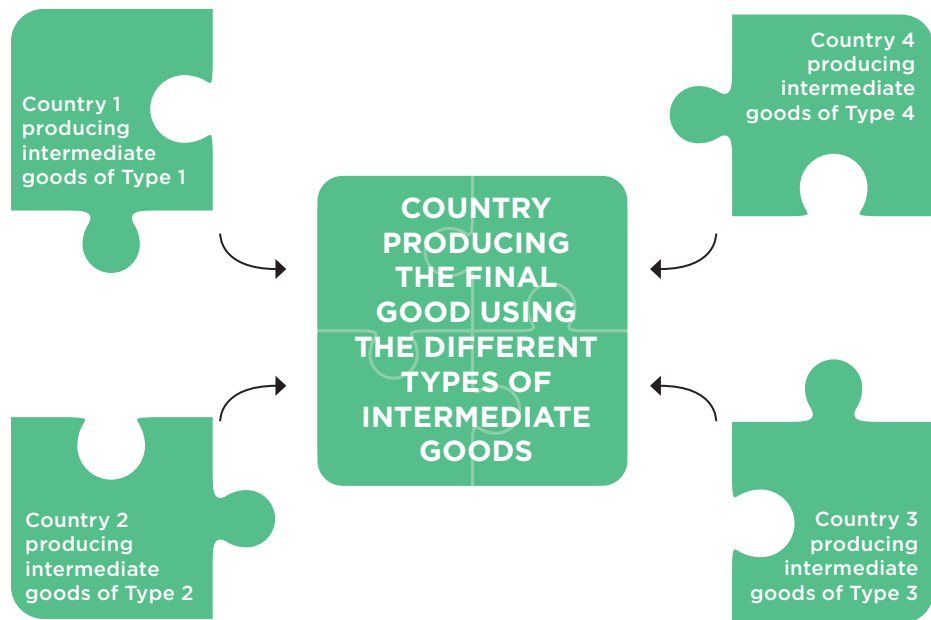 Country 1
producing
intermediate
goods of Type 1
Country 4
producing
intermediate
goods of Type 4
COUNTRY
PRODUCING
THE FINAL
GOOD USING
THE DIFFERENT
TYPES OF
INTERMEDIATE
GOODS
Country 2
producing
intermediate
goods of Type 2
Country 3
producing
intermediate
goods of Type 3